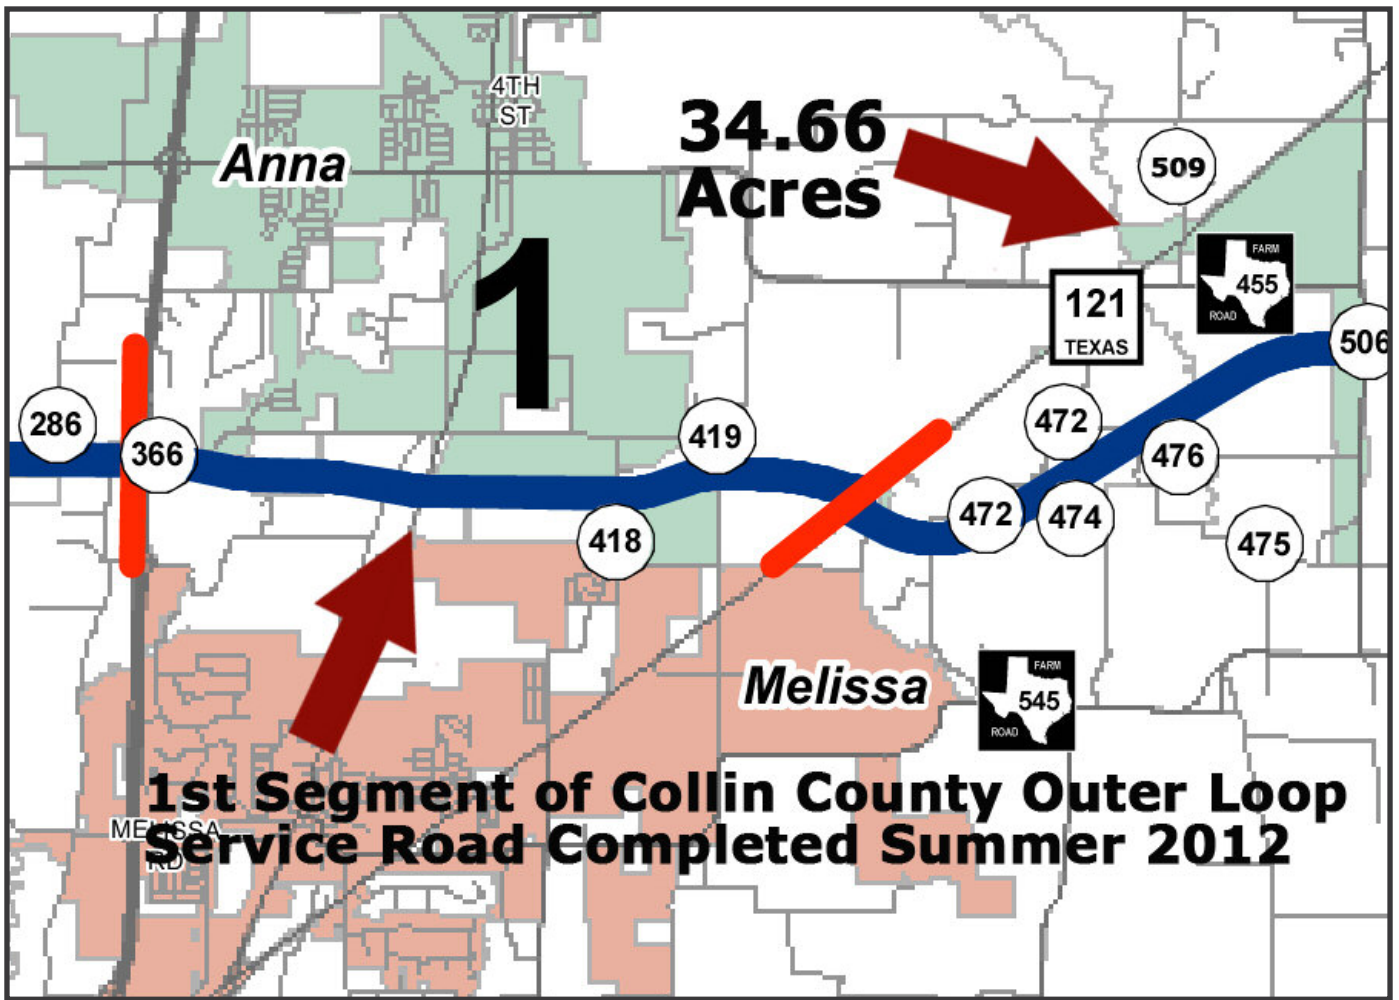 4TH
ST
34.66
Acres
Anna
509
1
FARM
455
ROAD
121
TEXAS
506
286
366
419
472
476
472
474
418
475
Melissa
FARM
545
ROAD
1st Segment of Collin County Outer Loop
MELISSA
Service Road Completed Summer 2012
RD